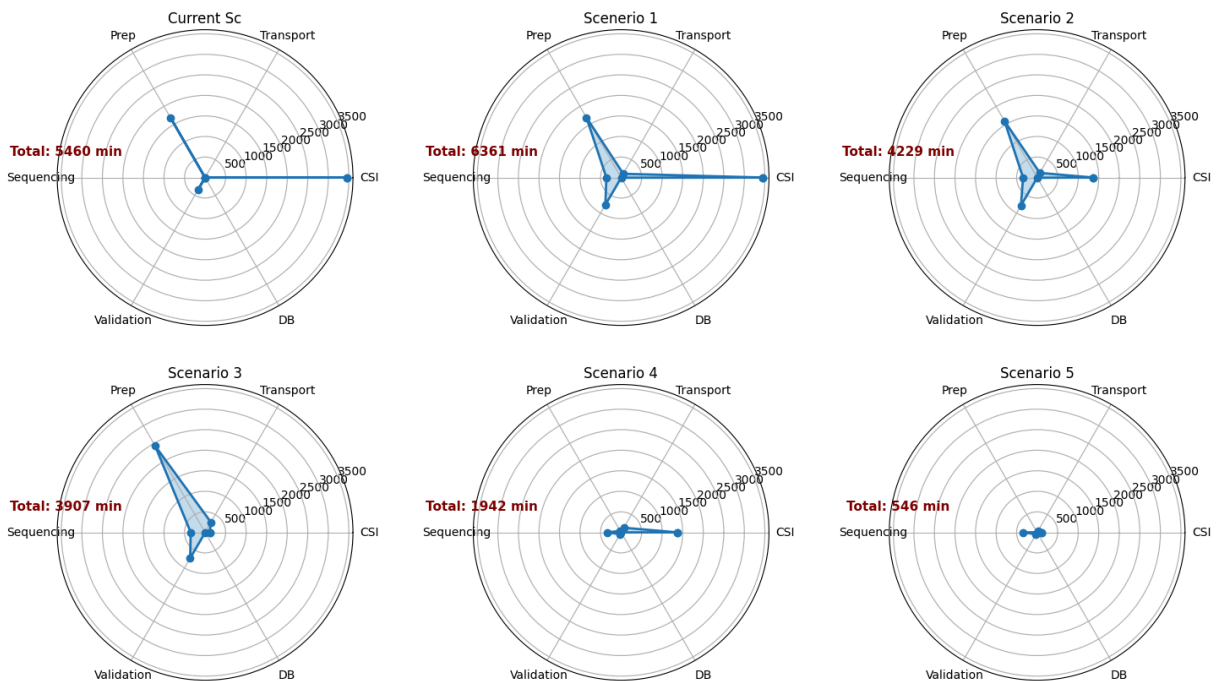 Current Sc
Prep
Transport
3500
3000
2500
2000
1500
1000
500
Total: 5460 min
Sequencing
CSI
Validation
DB
Scenerio 1
Prep
Transport
3500
3000
2500
2000
1500
1000
500
Total: 6361 min
Sequencing
CSI
Validation
DB
Scenario 2
Prep
Transport
3500
3000
2500
2000
1500
1000
500
Total: 4229 min
Sequencing
CSI
Validation
DB
Scenario 3
Prep
Transport
3500
3000
2500
2000
1500
1000
500
Total: 3907 min
Sequencing
CSI
Validation
DB
Scenario 4
Prep
Transport
3500
3000
2500
2000
1500
1000
500
Total: 1942 min
Sequencing
CSI
Validation
DB
Scenario 5
Prep
Transport
3500
3000
2500
2000
1500
1000
500
Total: 546 min
Sequencing
CSI
Validation
DB